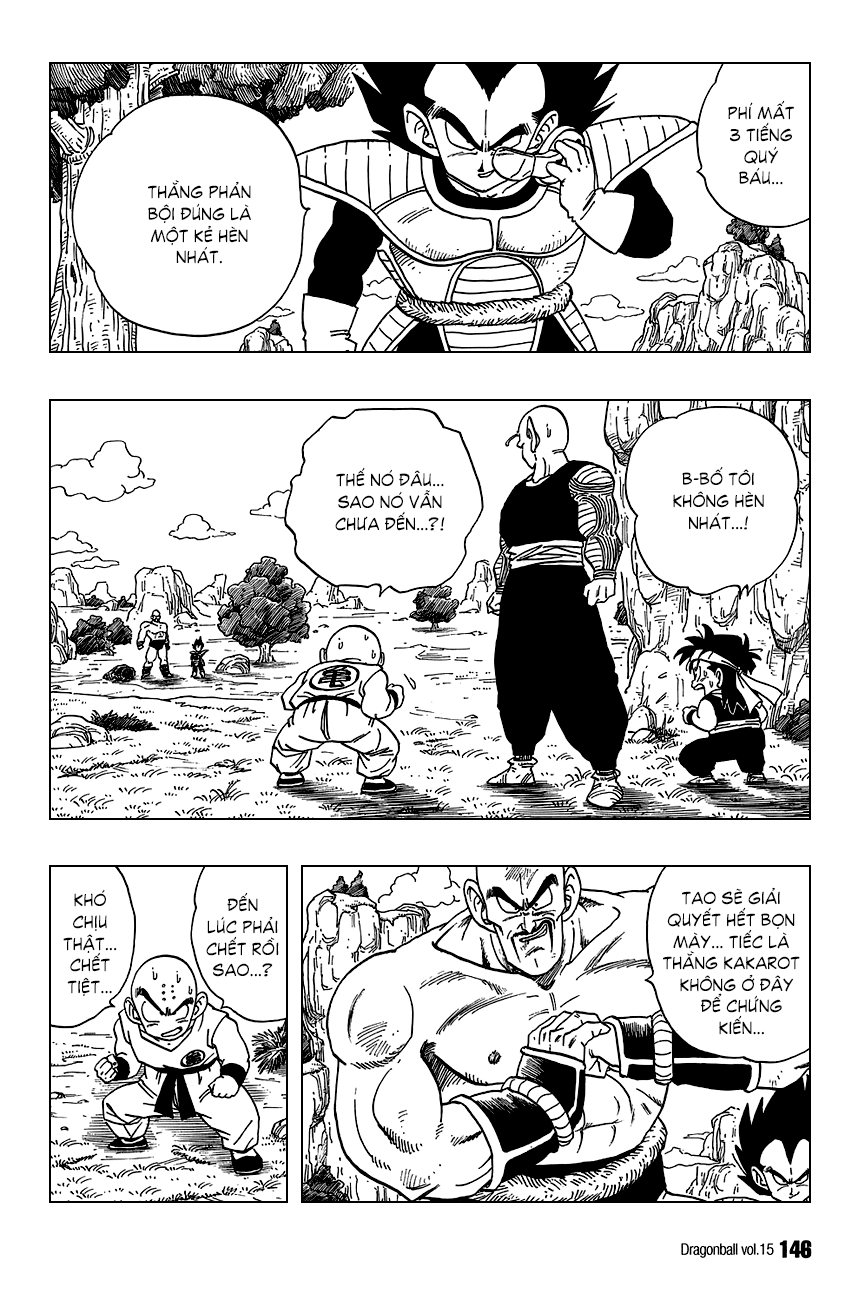 PHÍ MẤT
3 TIẾNG
QUÝ
BÁU...
THẰNG PHẢN
BỘI ĐÚNG LÀ
MỘT KẺ HÈN
NHÁT.
B-BỐ TÔI
KHÔNG HÈN
NHÁT...!
THẾ NÓ ĐÂU...
SAO NÓ VẪN
CHƯA ĐẾN...?!
亀
TAO SẼ GIẢI
QUYẾT HẾT BỌN
MÀY... TIẾC LÀ
THẰNG KAKAROT
KHÔNG Ở ĐÂY
ĐỂ CHỨNG
KIẾN...
ĐẾN
LÚC PHẢI
CHẾT RỒI
SAO...?
KHÓ
CHỊU
THẬT...
CHẾT
TIỆT...
亀
Dragonball vol.15 146